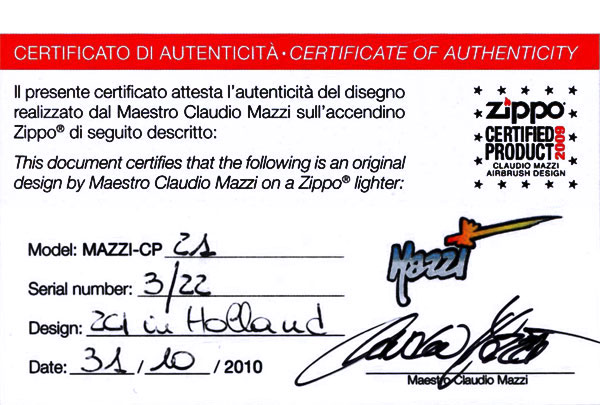 CERTIFICATO DI AUTENTICITÀ • CERTIFICATE OF AUTHENTICITY
Il presente certificato attesta l'autenticità del disegno
realizzato dal Maestro Claudio Mazzi sull'accendino
Zippo® di seguito descritto:
This document certifies that the following is an original
design by Maestro Claudio Mazzi on a Zippo® lighter:
zippo
CERTIFIED
PRODUCT 2009
CLAUDIO MAZZI
AIRBRUSH DESIGN
Model: MAZZI-CP 21
Serial number: 3/22
Design: ZCI in Holland
Date: 31 / 10 / 2010
Mazzi
Maestro Claudio Mazzi